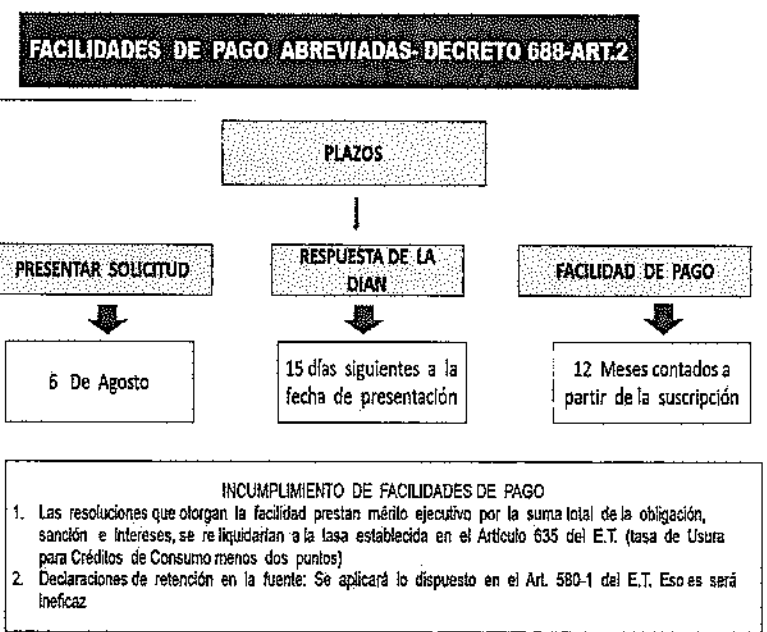 FACILIDADES DE PAGO ABREVIADAS- DECRETO 688-ART.2
PLAZOS
PRESENTAR SOLICITUD
6 De Agosto
RESPUESTA DE LA
DIAN
15 días siguientes a la
fecha de presentación
FACILIDAD DE PAGO
12 Meses contados a
partir de la suscripción
INCUMPLIMIENTO DE FACILIDADES DE PAGO
1. Las resoluciones que otorgan la facilidad prestan mérito ejecutivo por la suma total de la obligación,
sanción e intereses, se re liquidarían a la tasa establecida en el Artículo 635 del E.T. (tasa de Usura
para Créditos de Consumo menos dos puntos)
2. Declaraciones de retención en la fuente: Se aplicará lo dispuesto en el Art. 580-1 del E.T. Eso es será
ineficaz